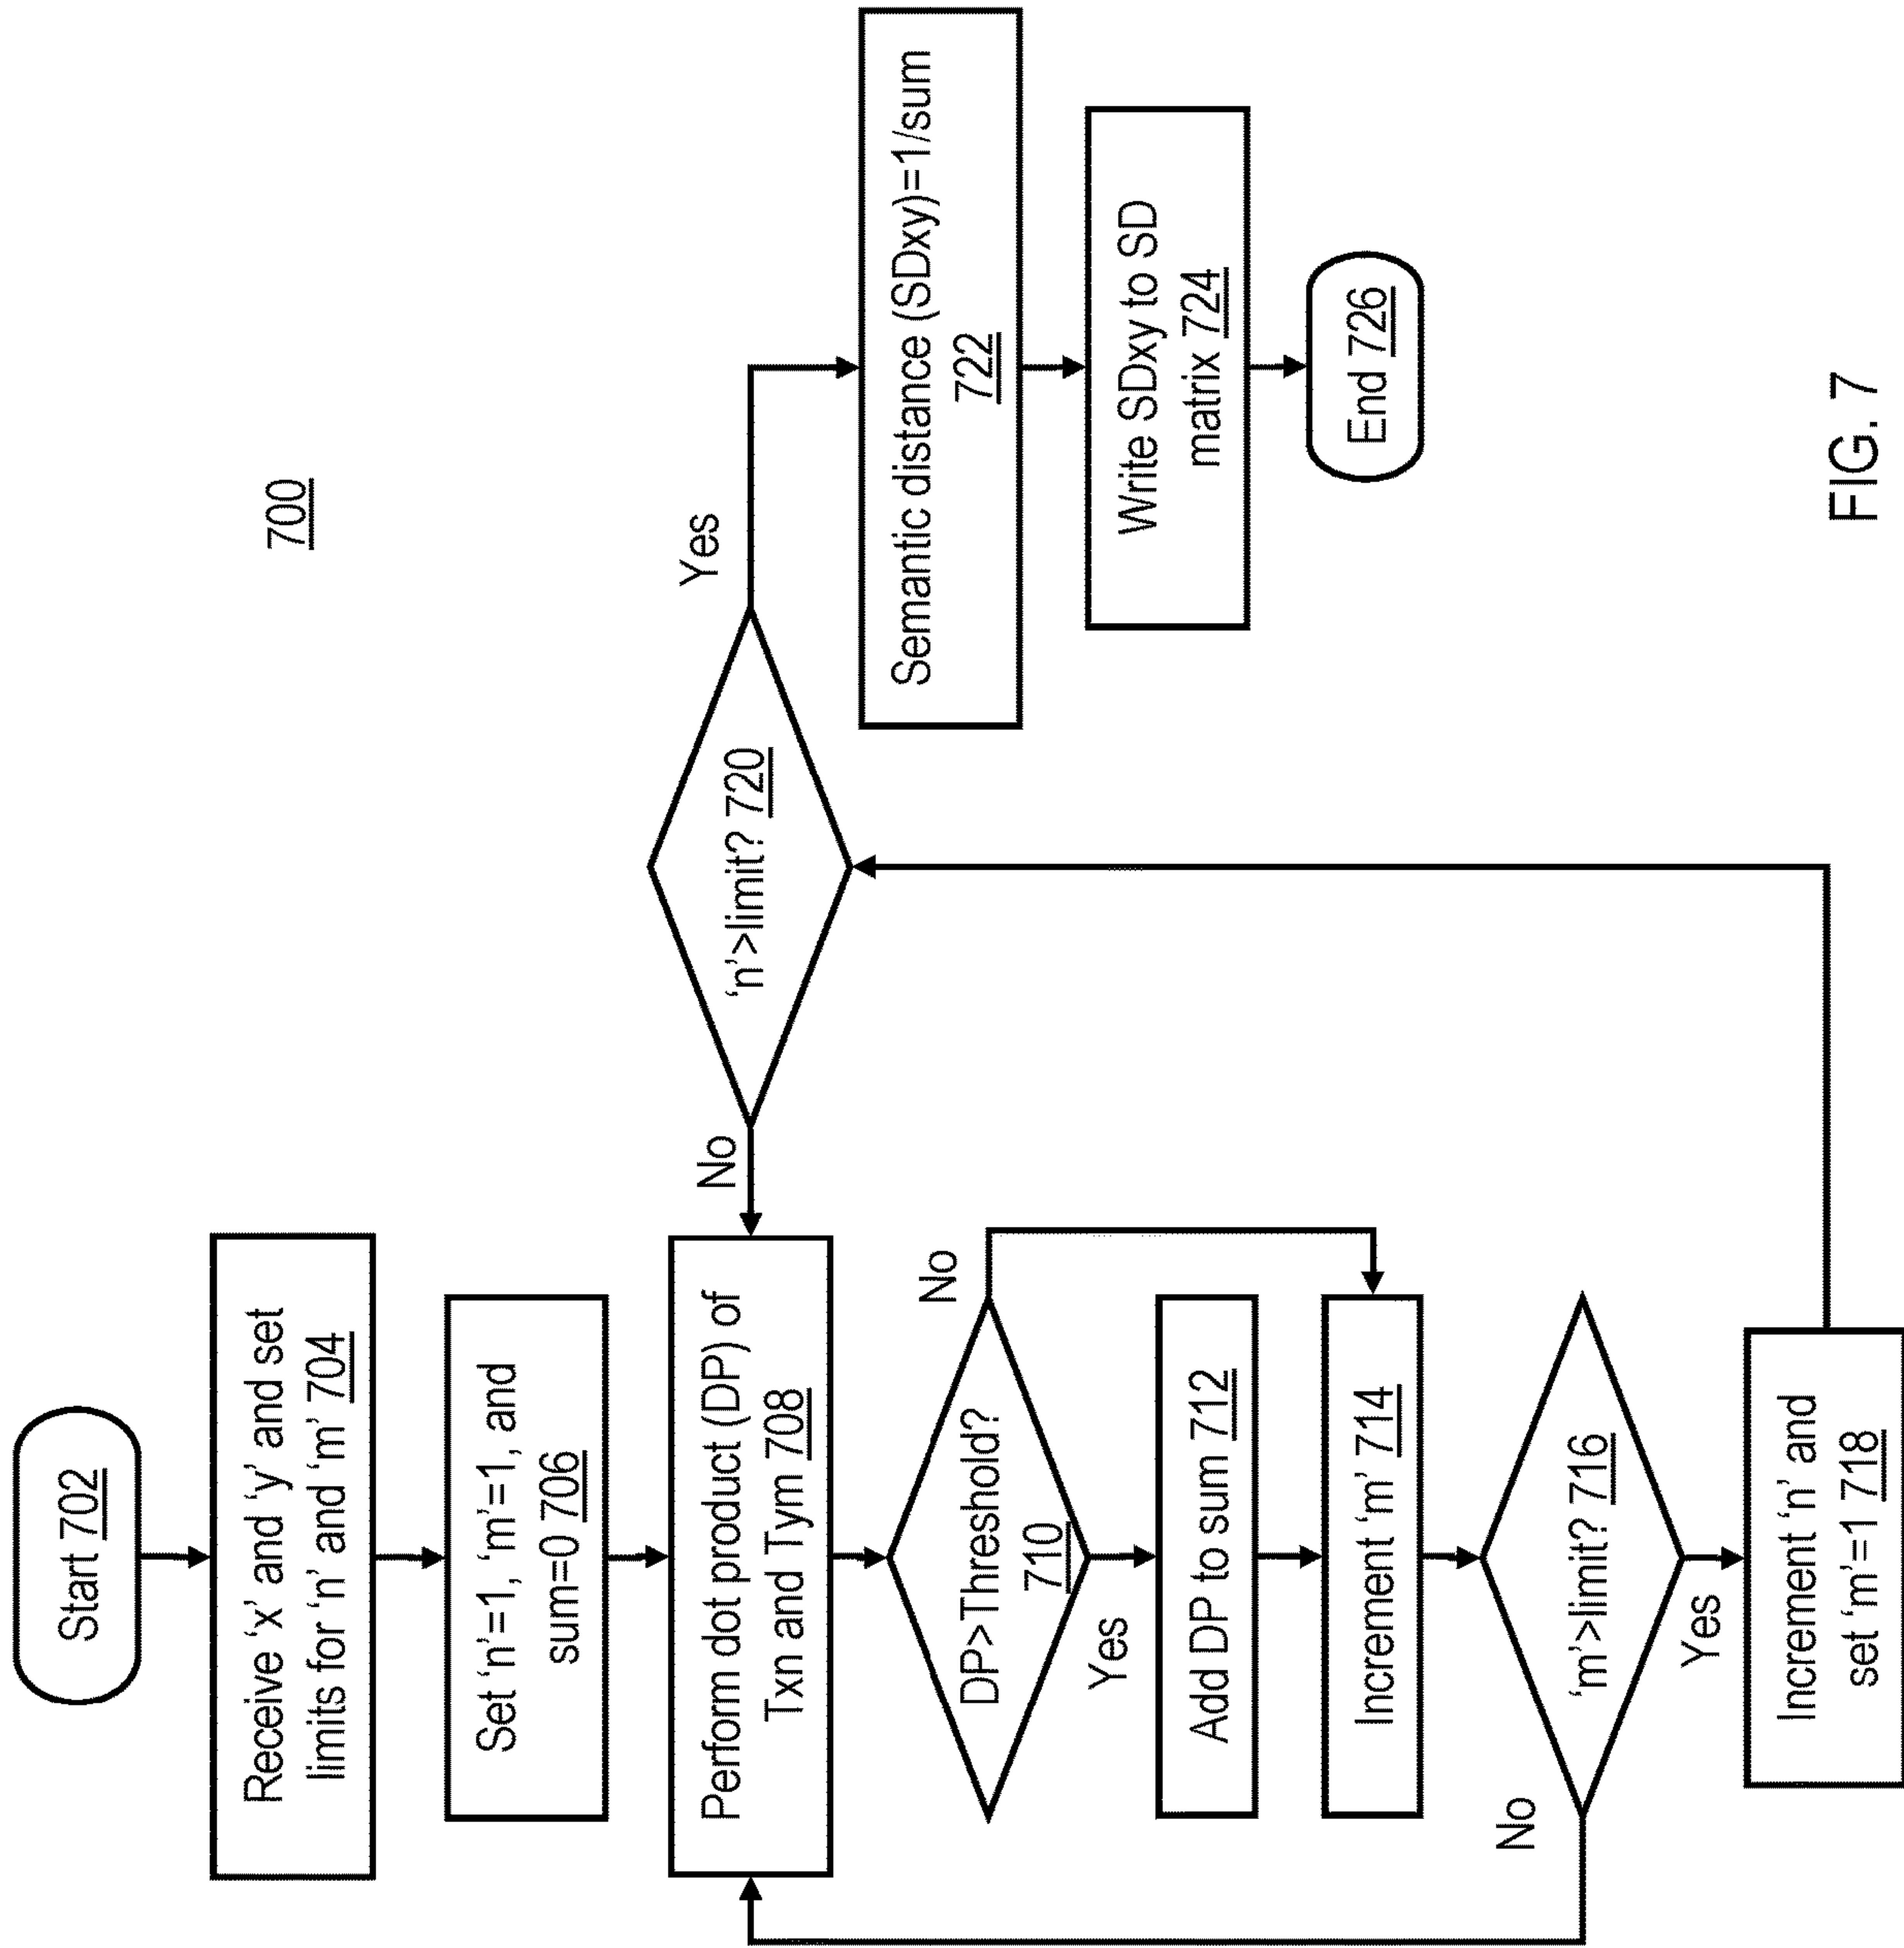 700
Start 702
Receive ‘x’ and ‘y’ and set
limits for ‘n’ and ‘m’ 704
Set ‘n’=1, ‘m’=1, and
sum=0 706
Perform dot product (DP) of
Txn and Tym 708
DP>Threshold?
710
No
Yes
Add DP to sum 712
Increment ‘m’ 714
‘m’>limit? 716
No
Yes
Increment ‘n’ and
set ‘m’=1 718
‘n’>limit? 720
No
Yes
Semantic distance (SDxy)=1/sum
722
Write SDxy to SD
matrix 724
End 726
FIG. 7